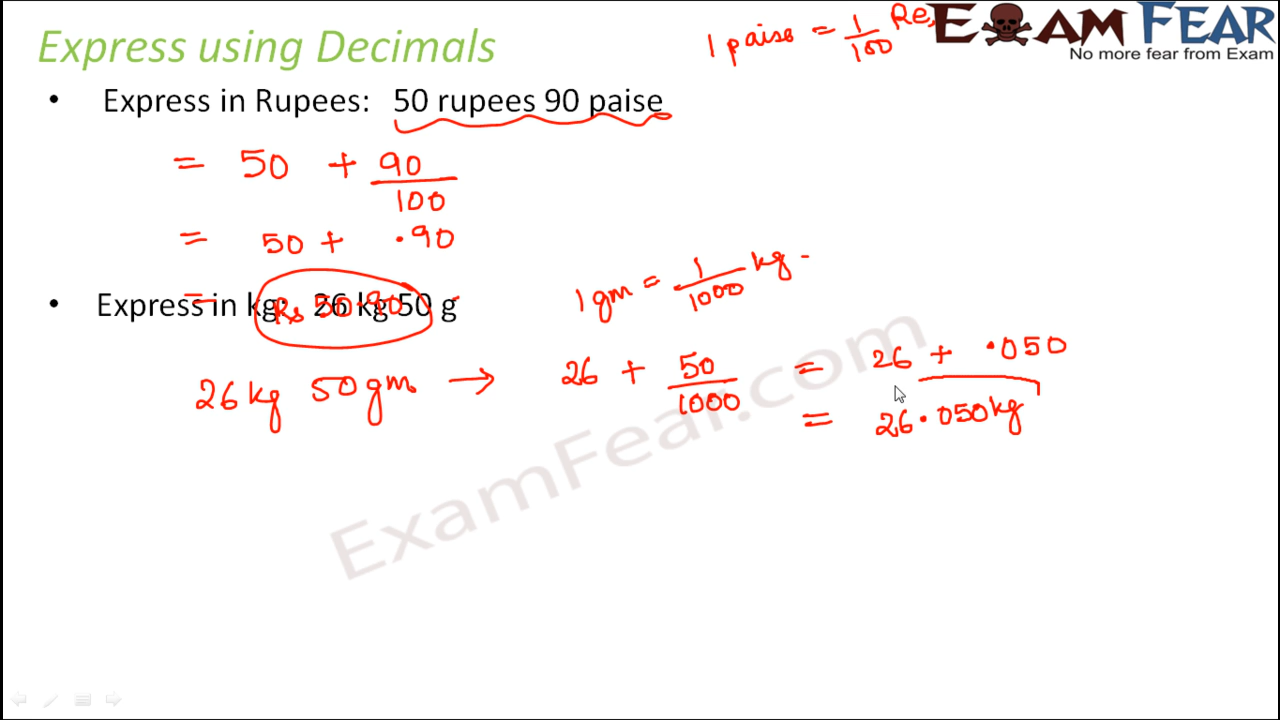 Express using Decimals
1 paise = 1/100 Re.
EXAM FEAR
No more fear from Exam
• Express in Rupees: 50 rupees 90 paise
= 50 + 90/100
= 50 + .90
= Rs 50.90
• Express in kg: 26 kg 50 g
1 gm = 1/1000 kg.
26 kg 50 gm → 26 + 50/1000 = 26 + .050
= 26.050 kg
ExamFear.com